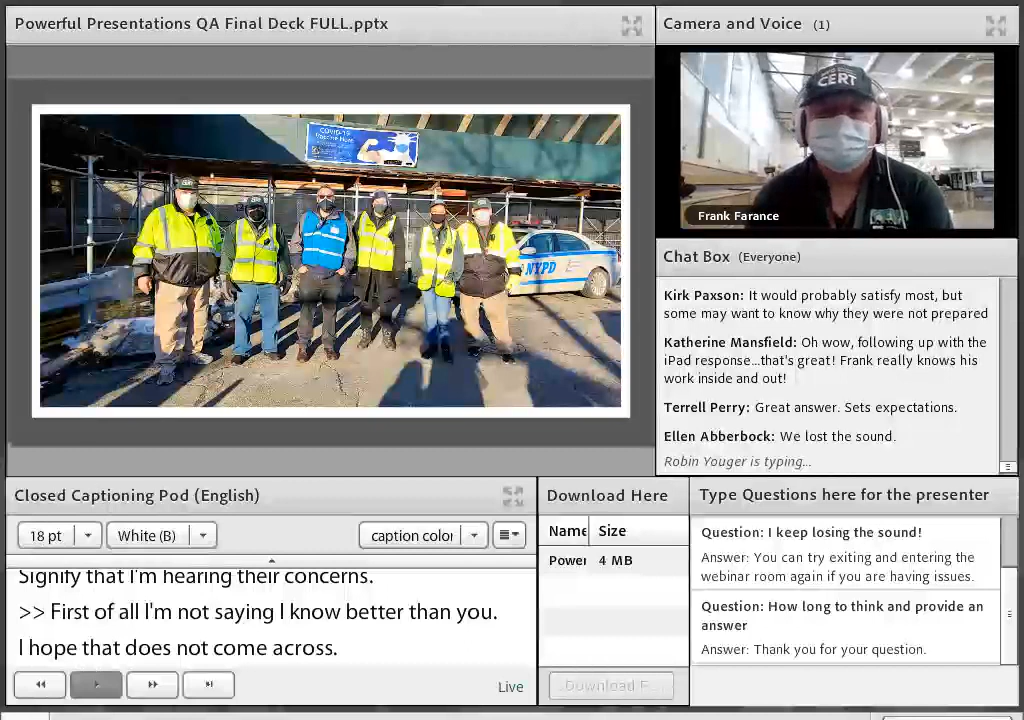 Powerful Presentations QA Final Deck FULL.pptx
COVID-19
Vaccine Here
NYPD
Camera and Voice (1)
CERT
Frank Farance
Chat Box (Everyone)
Kirk Paxson: It would probably satisfy most, but
some may want to know why they were not prepared
Katherine Mansfield: Oh wow, following up with the
iPad response...that's great! Frank really knows his
work inside and out!
Terrell Perry: Great answer. Sets expectations.
Ellen Abberbock: We lost the sound.
Robin Youger is typing...
Closed Captioning Pod (English)
18 pt
White (B)
caption color
Signify that I'm hearing their concerns.
>> First of all I'm not saying I know better than you.
I hope that does not come across.
Live
Download Here
Name Size
Power 4 MB
Download F...
Type Questions here for the presenter
Question: I keep losing the sound!
Answer: You can try exiting and entering the
webinar room again if you are having issues.
Question: How long to think and provide an
answer
Answer: Thank you for your question.